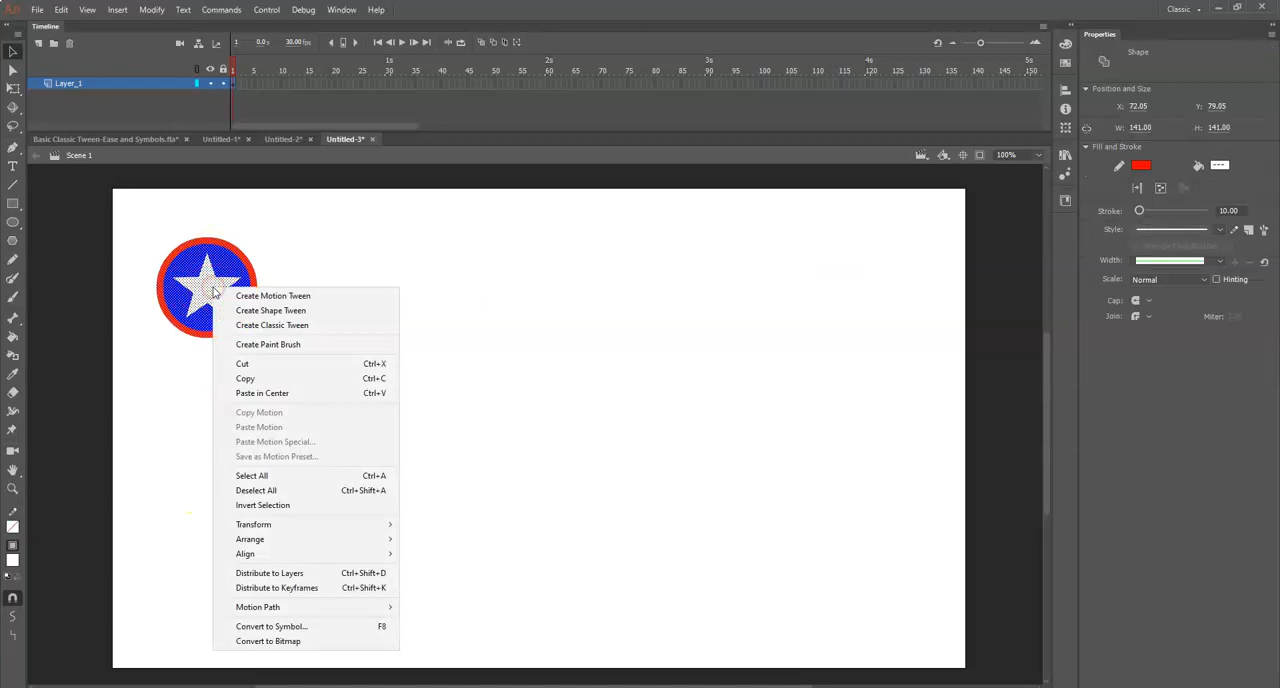 An File Edit View Insert Modify Text Commands Control Debug Window Help Classic
Timeline
1 0.0s 30.00fps
1s 2s 3s 4s 5s
1 5 10 15 20 25 30 35 40 45 50 55 60 65 70 75 80 85 90 95 100 105 110 115 120 125 130 135 140 145 150
Layer_1
Basic Classic Tween-Ease and Symbols.fla* Untitled-1* Untitled-2* Untitled-3*
Scene 1 100%
Create Motion Tween
Create Shape Tween
Create Classic Tween
Create Paint Brush
Cut Ctrl+X
Copy Ctrl+C
Paste in Center Ctrl+V
Copy Motion
Paste Motion
Paste Motion Special...
Save as Motion Preset...
Select All Ctrl+A
Deselect All Ctrl+Shift+A
Invert Selection
Transform
Arrange
Align
Distribute to Layers Ctrl+Shift+D
Distribute to Keyframes Ctrl+Shift+K
Motion Path
Convert to Symbol... F8
Convert to Bitmap
Properties
Shape
Position and Size
X: 72.05 Y: 79.05
W: 141.00 H: 141.00
Fill and Stroke
Stroke: 10.00
Style:
Width:
Scale: Normal Hinting
Cap:
Join: Miter: